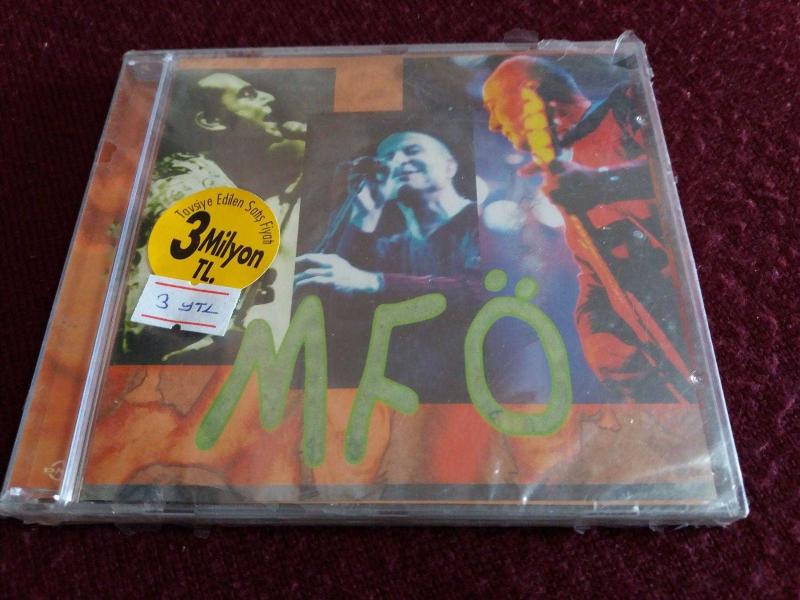 Tavsiye Edilen Satış Fiyatı
3 Milyon
TL.
3 YTL
MFÖ